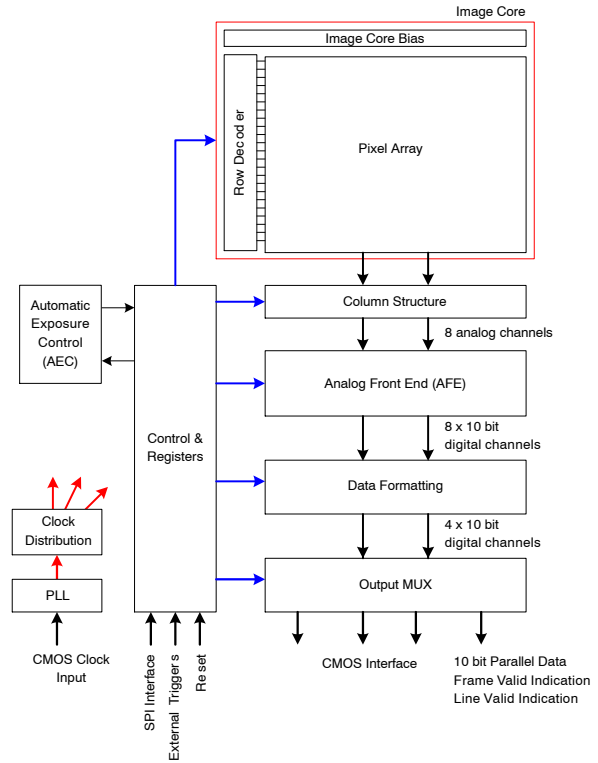 Image Core
Image Core Bias
Row Decoder
Pixel Array
Automatic
Exposure
Control
(AEC)
Column Structure
8 analog channels
Analog Front End (AFE)
Control &
Registers
8 x 10 bit
digital channels
Data Formatting
Clock
Distribution
4 x 10 bit
digital channels
PLL
Output MUX
CMOS Clock
Input
SPI Interface
External Triggers
Reset
CMOS Interface
10 bit Parallel Data
Frame Valid Indication
Line Valid Indication